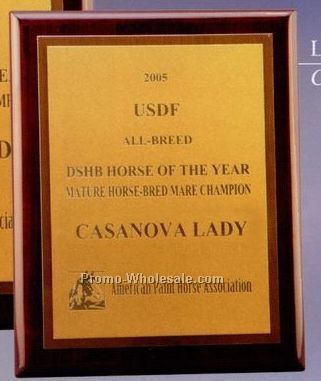 2005
USDF
ALL-BREED
DSHB HORSE OF THE YEAR
MATURE HORSE-BRED MARE CHAMPION
CASANOVA LADY
Promo-Wholesale.com
American Paint Horse Association